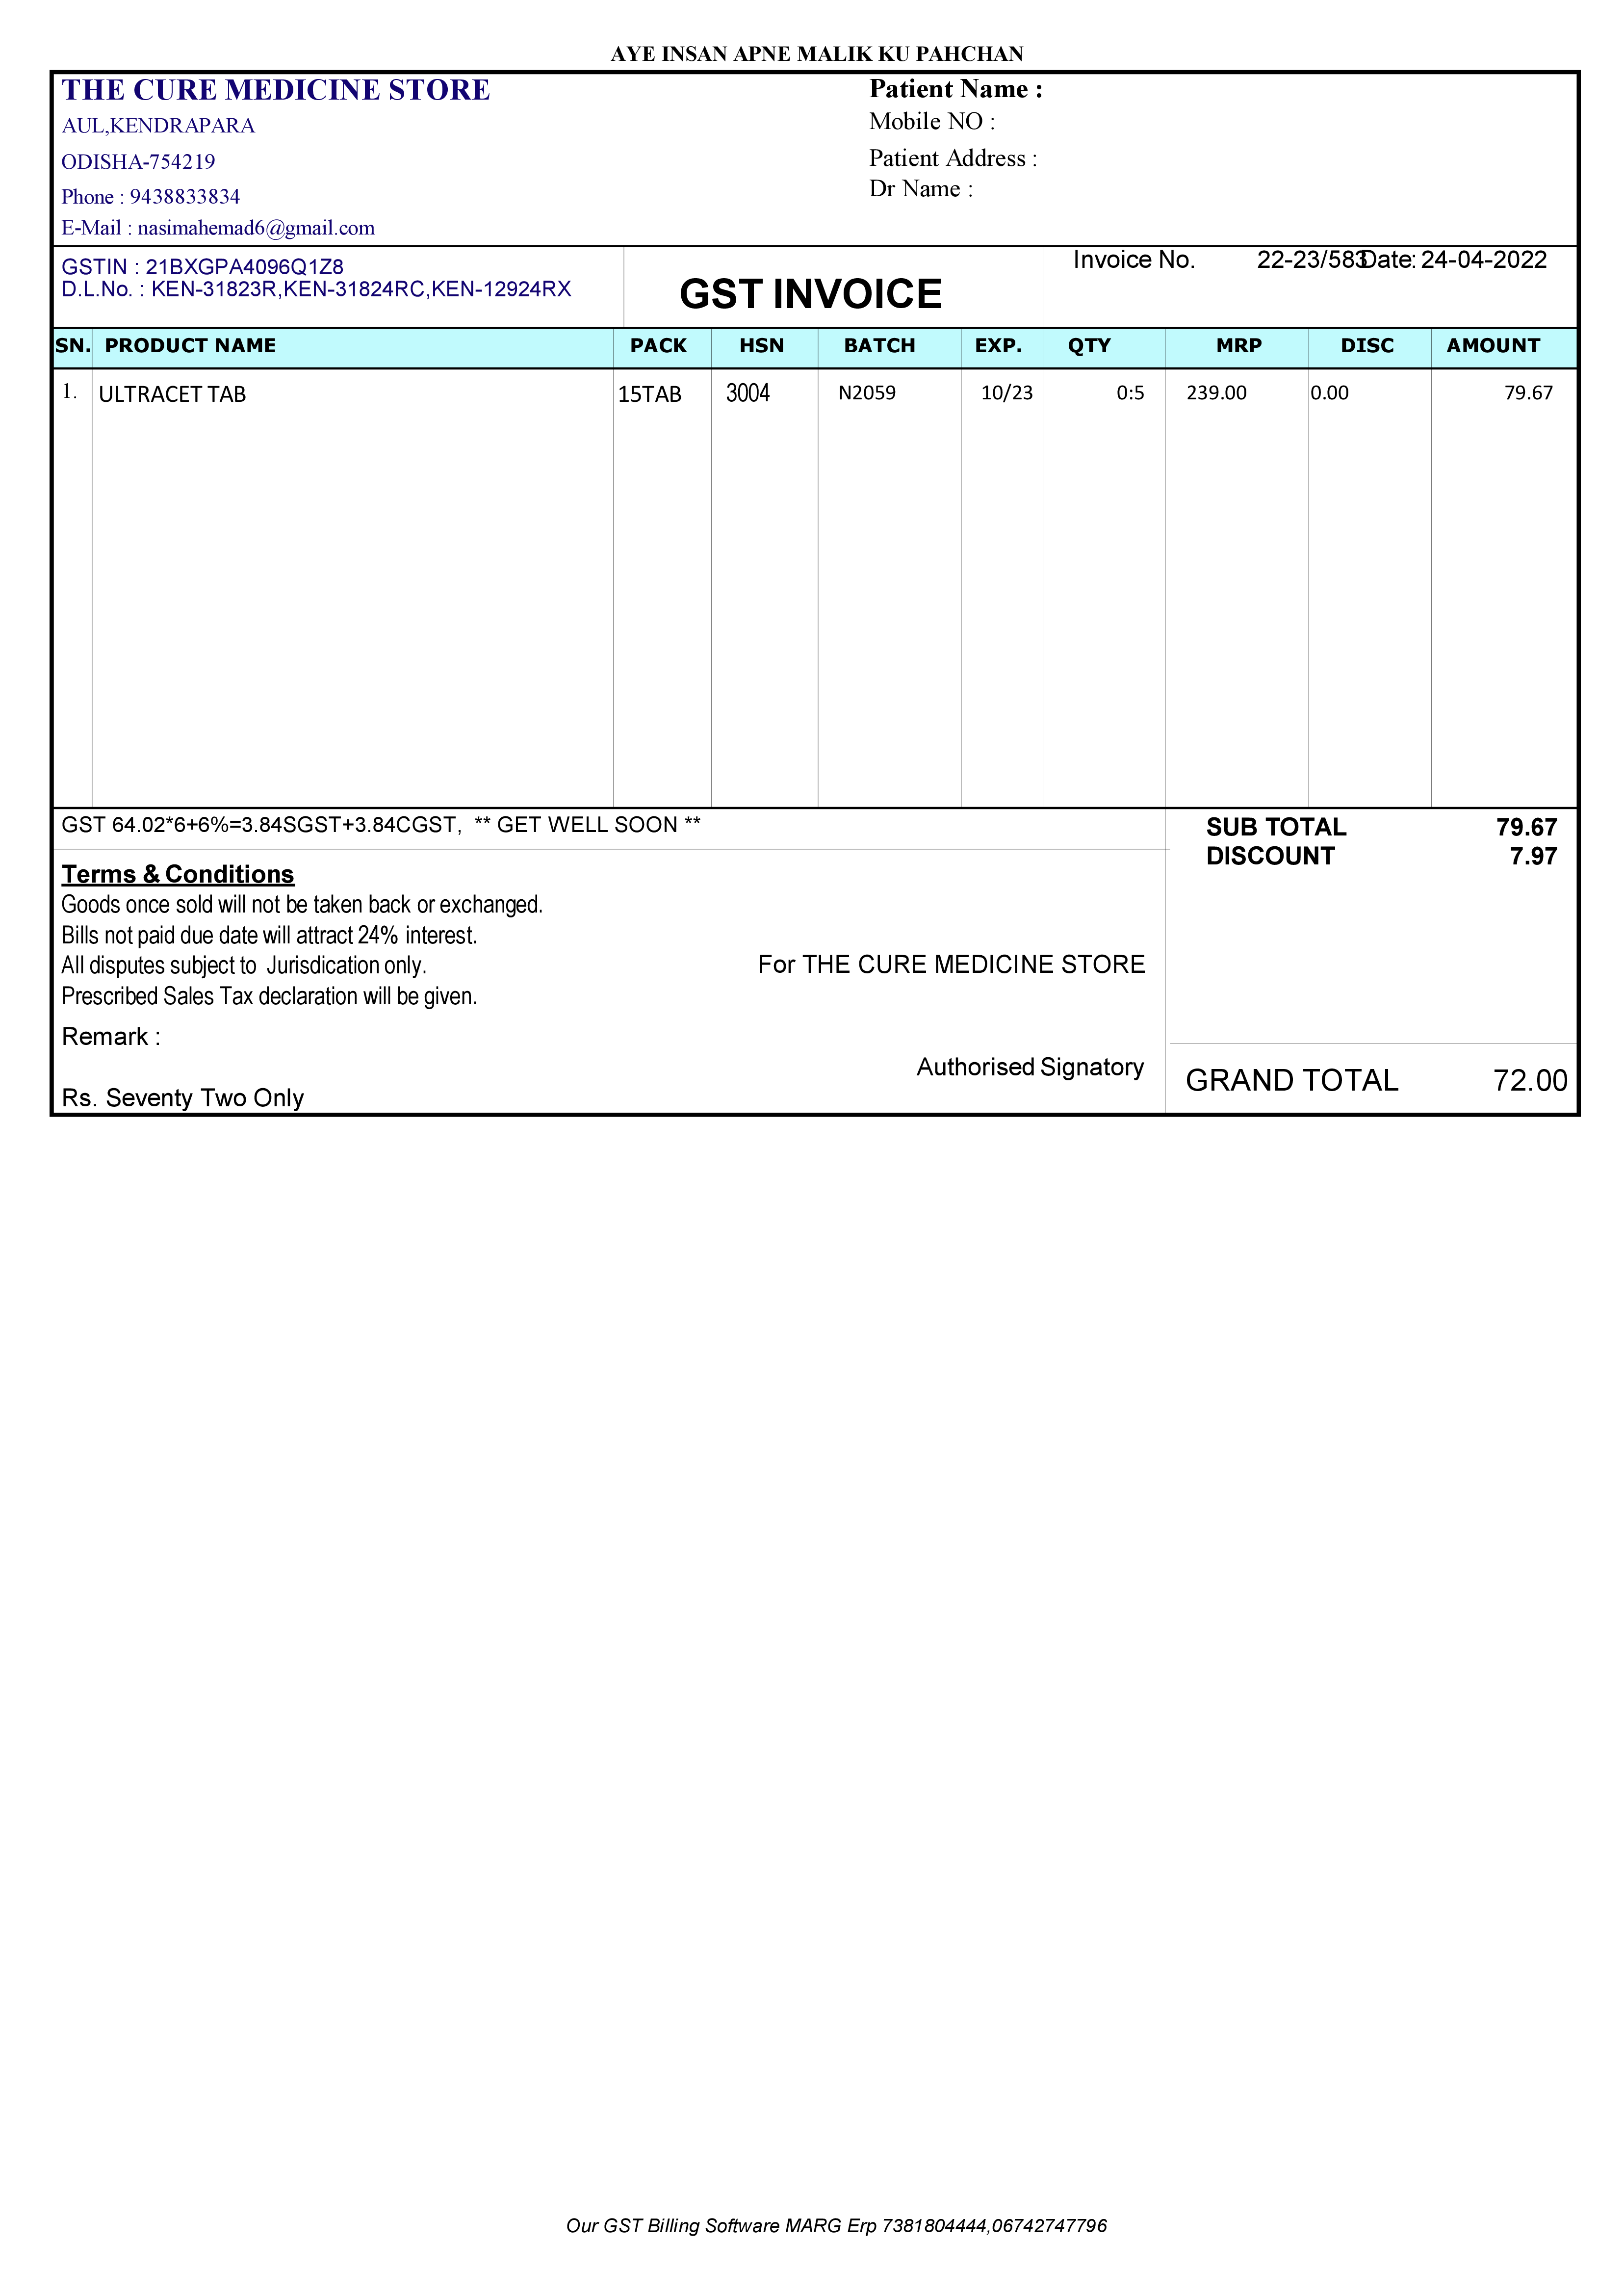 AYE INSAN APNE MALIK KU PAHCHAN
THE CURE MEDICINE STORE
AUL,KENDRAPARA
ODISHA-754219
Phone : 9438833834
E-Mail : nasimahemad6@gmail.com
Patient Name :
Mobile NO :
Patient Address :
Dr Name :
GSTIN : 21BXGPA4096Q1Z8
D.L.No. : KEN-31823R,KEN-31824RC,KEN-12924RX
GST INVOICE
Invoice No. 22-23/583 Date: 24-04-2022
SN. PRODUCT NAME PACK HSN BATCH EXP. QTY MRP DISC AMOUNT
1. ULTRACET TAB 15TAB 3004 N2059 10/23 0:5 239.00 0.00 79.67
GST 64.02*6+6%=3.84SGST+3.84CGST, ** GET WELL SOON **
SUB TOTAL 79.67
DISCOUNT 7.97
Terms & Conditions
Goods once sold will not be taken back or exchanged.
Bills not paid due date will attract 24% interest.
All disputes subject to Jurisdication only.
Prescribed Sales Tax declaration will be given.
For THE CURE MEDICINE STORE
Remark :
Authorised Signatory
Rs. Seventy Two Only
GRAND TOTAL 72.00
Our GST Billing Software MARG Erp 7381804444,06742747796